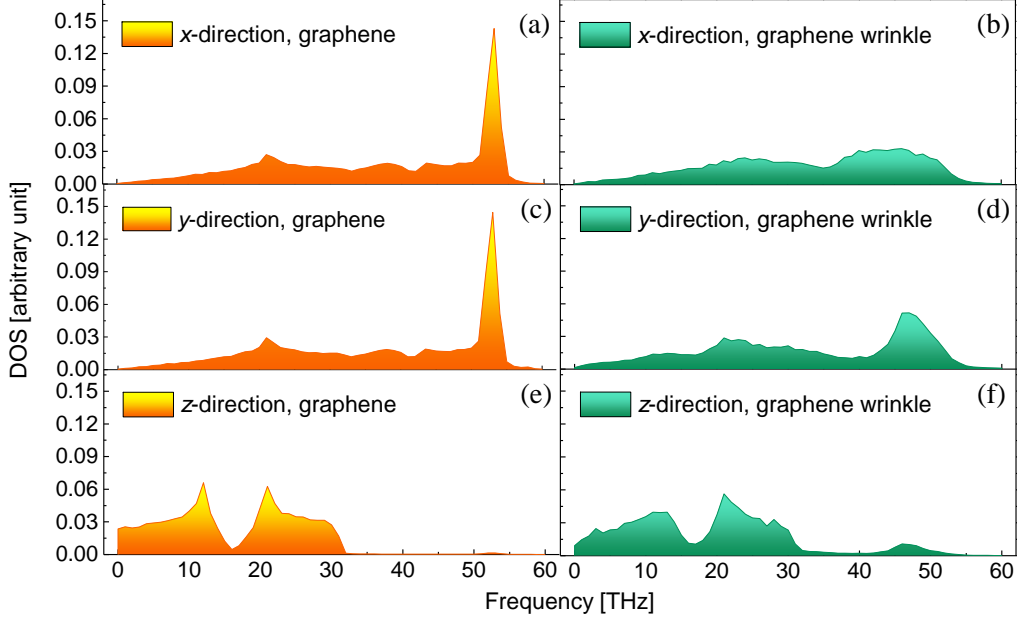 x-direction, graphene
(a)
x-direction, graphene wrinkle
(b)
0.15
0.12
0.09
0.06
0.03
0.00
y-direction, graphene
(c)
y-direction, graphene wrinkle
(d)
0.15
0.12
0.09
0.06
0.03
0.00
z-direction, graphene
(e)
z-direction, graphene wrinkle
(f)
0.15
0.12
0.09
0.06
0.03
0.00
DOS [arbitrary unit]
0 10 20 30 40 50 60 0 10 20 30 40 50 60
Frequency [THz]